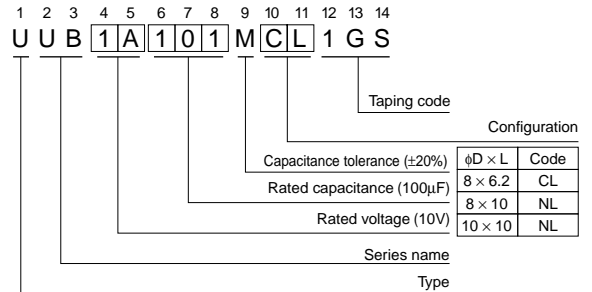 1 2 3 4 5 6 7 8 9 10 11 12 13 14
U U B 1 A 1 0 1 M C L 1 G S
Taping code
Configuration
Capacitance tolerance (±20%)
Rated capacitance (100μF)
Rated voltage (10V)
Series name
Type
ϕD × L Code
8 × 6.2 CL
8 × 10 NL
10 × 10 NL